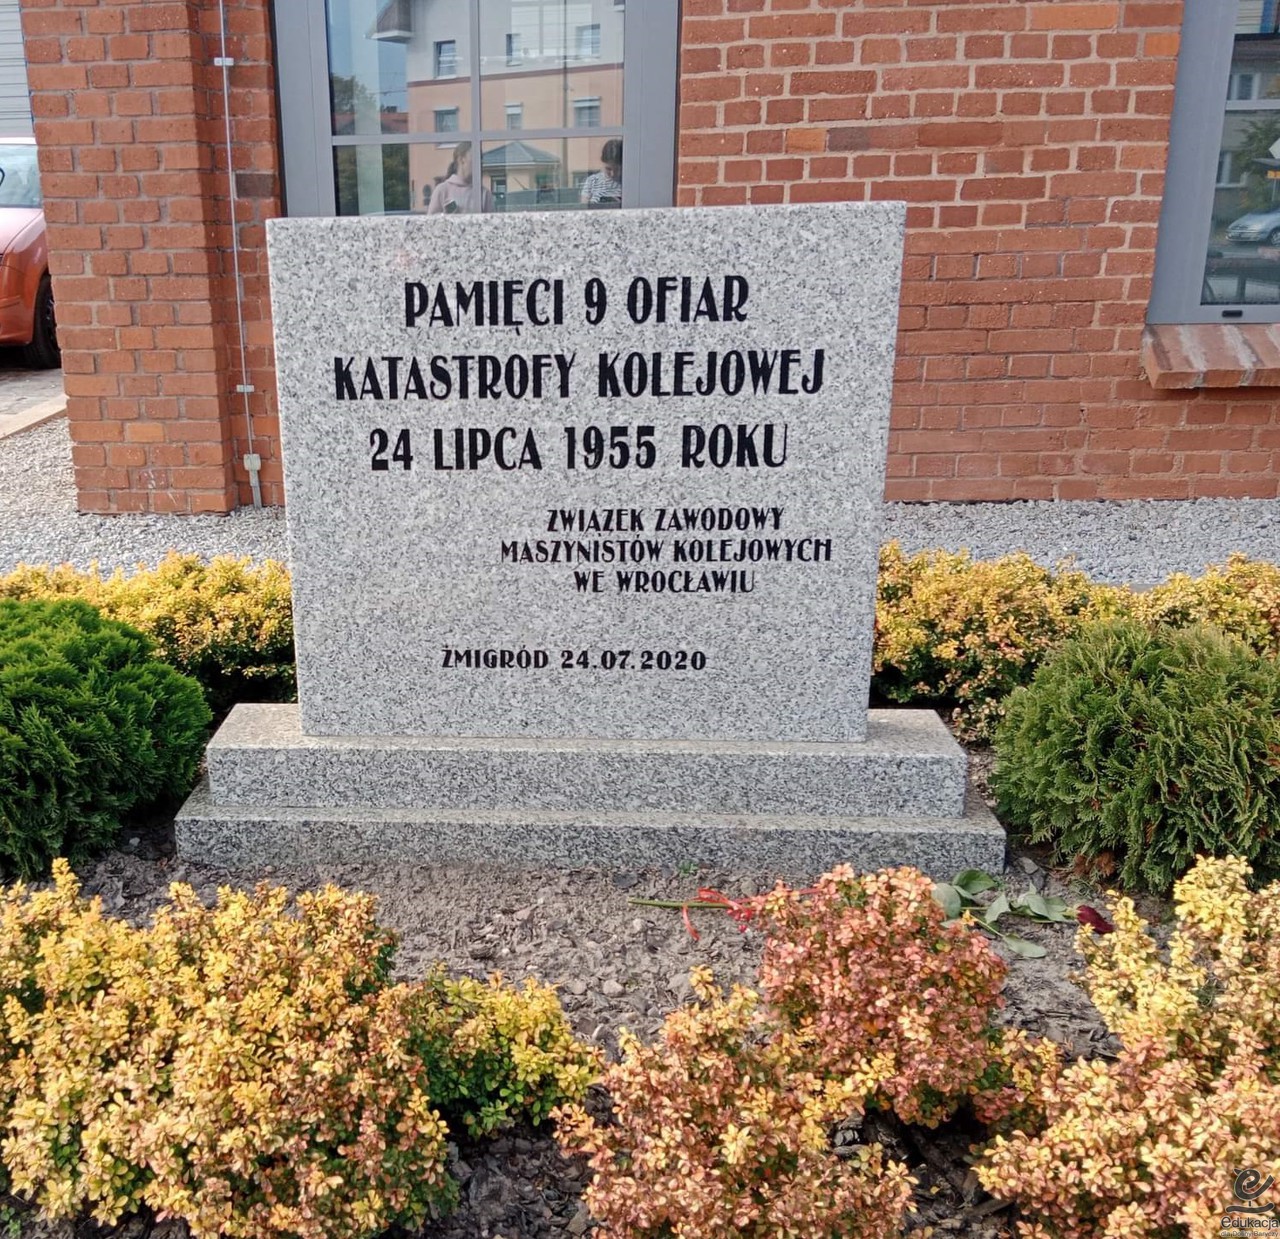 PAMIĘCI 9 OFIAR
KATASTROFY KOLEJOWEJ
24 LIPCA 1955 ROKU
ZWIĄZEK ZAWODOWY
MASZYNISTÓW KOLEJOWYCH
WE WROCŁAWIU
ŻMIGRÓD 24.07.2020
edukacja